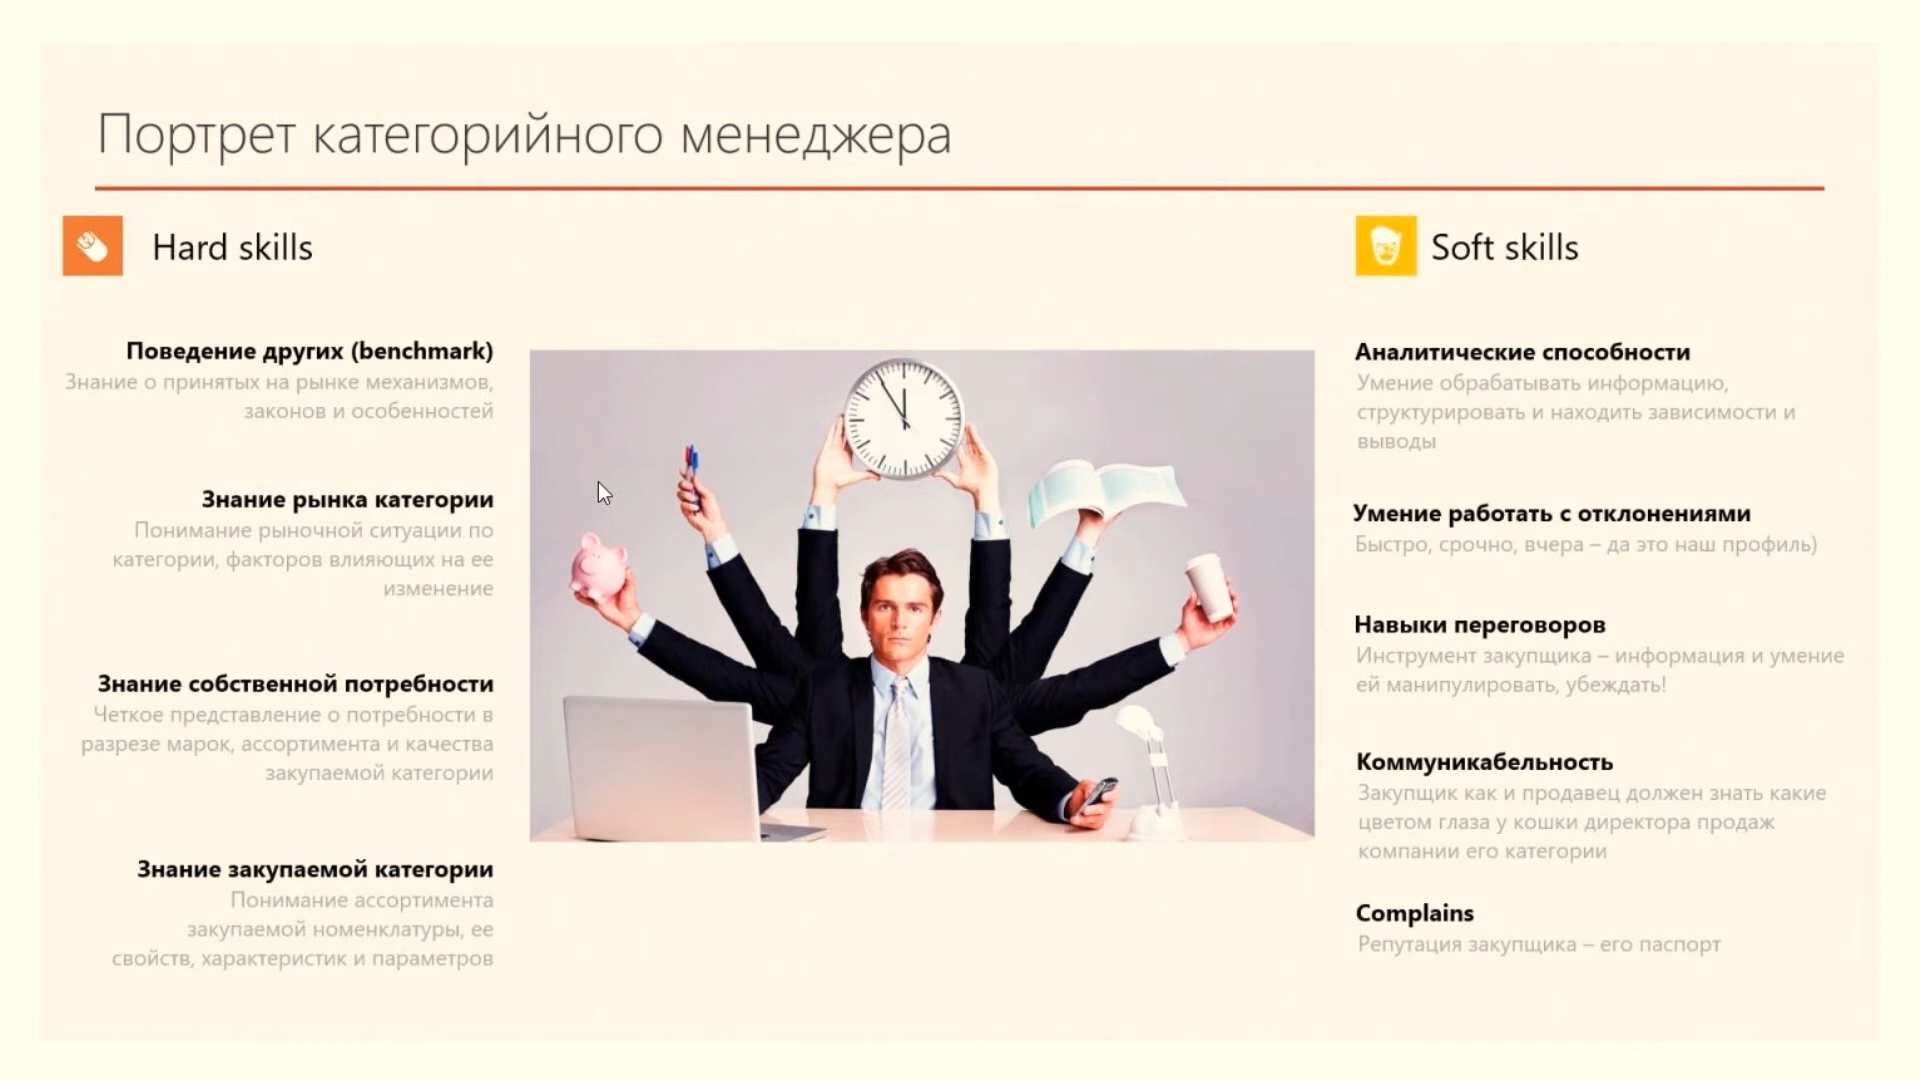 Портрет категорийного менеджера
Hard skills
Поведение других (benchmark)
Знание о принятых на рынке механизмов,
законов и особенностей
Знание рынка категории
Понимание рыночной ситуации по
категории, факторов влияющих на ее
изменение
Знание собственной потребности
Четкое представление о потребности в
разрезе марок, ассортимента и качества
закупаемой категории
Знание закупаемой категории
Понимание ассортимента
закупаемой номенклатуры, ее
свойств, характеристик и параметров
Soft skills
Аналитические способности
Умение обрабатывать информацию,
структурировать и находить зависимости и
выводы
Умение работать с отклонениями
Быстро, срочно, вчера – да это наш профиль)
Навыки переговоров
Инструмент закупщика – информация и умение
ей манипулировать, убеждать!
Коммуникабельность
Закупщик как и продавец должен знать какие
цветом глаза у кошки директора продаж
компании его категории
Complains
Репутация закупщика – его паспорт